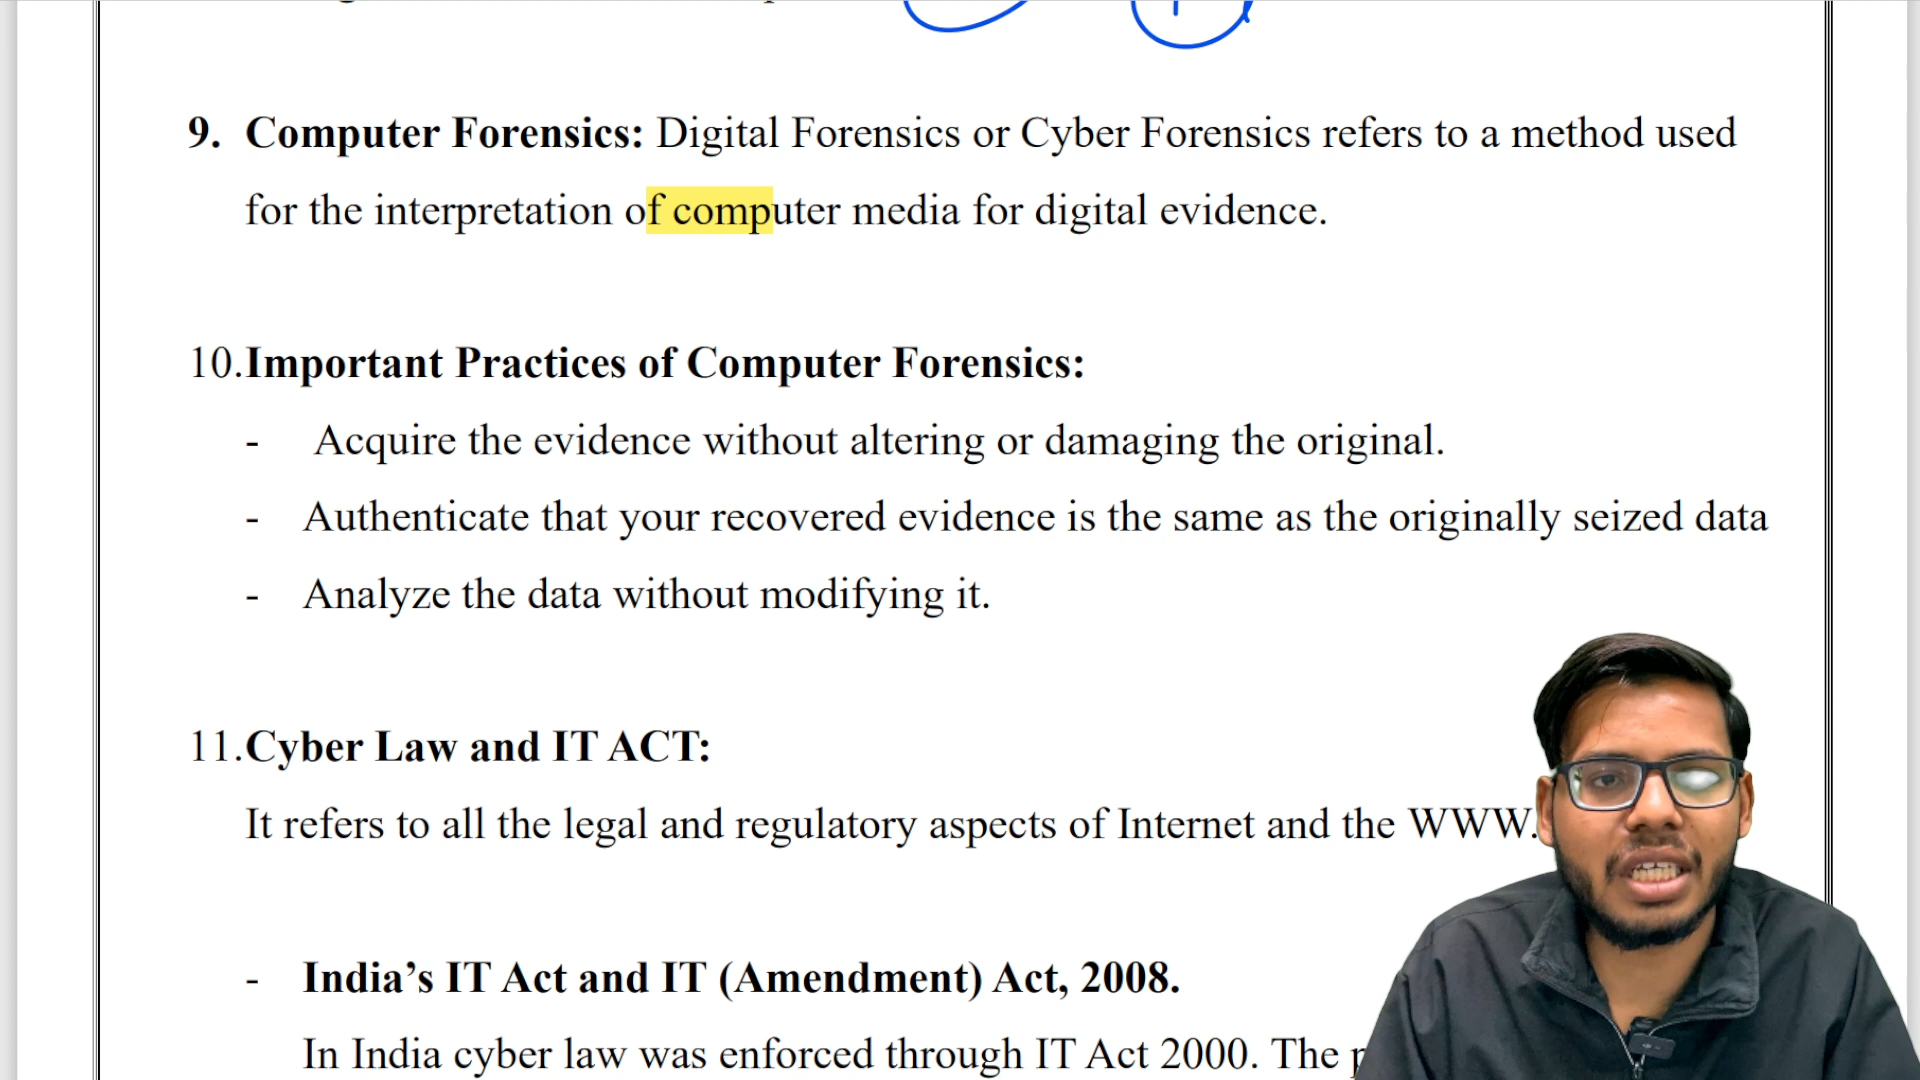 9. Computer Forensics: Digital Forensics or Cyber Forensics refers to a method used
for the interpretation of computer media for digital evidence.
10.Important Practices of Computer Forensics:
- Acquire the evidence without altering or damaging the original.
- Authenticate that your recovered evidence is the same as the originally seized data
- Analyze the data without modifying it.
11.Cyber Law and IT ACT:
It refers to all the legal and regulatory aspects of Internet and the WWW.
- India’s IT Act and IT (Amendment) Act, 2008.
In India cyber law was enforced through IT Act 2000. The